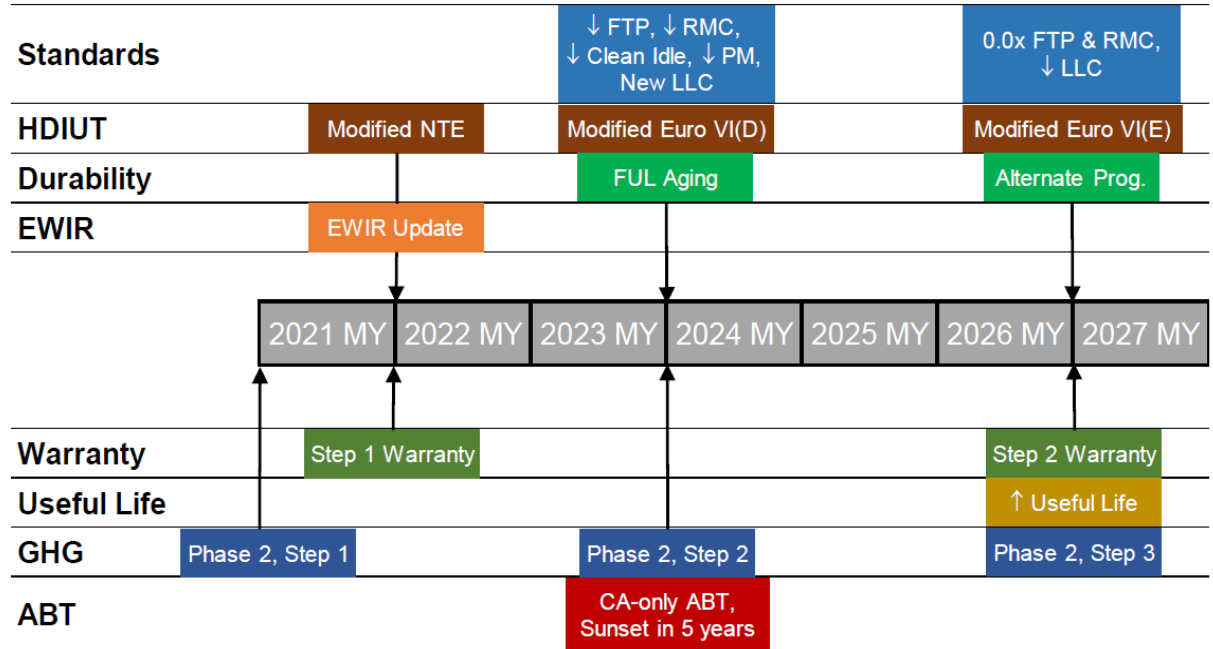 Standards
↓ FTP, ↓ RMC,
↓ Clean Idle, ↓ PM,
New LLC
0.0x FTP & RMC,
↓ LLC
HDIUT
Modified NTE
Modified Euro VI(D)
Modified Euro VI(E)
Durability
FUL Aging
Alternate Prog.
EWIR
EWIR Update
2021 MY
2022 MY
2023 MY
2024 MY
2025 MY
2026 MY
2027 MY
Warranty
Step 1 Warranty
Step 2 Warranty
Useful Life
↑ Useful Life
GHG
Phase 2, Step 1
Phase 2, Step 2
Phase 2, Step 3
ABT
CA-only ABT,
Sunset in 5 years